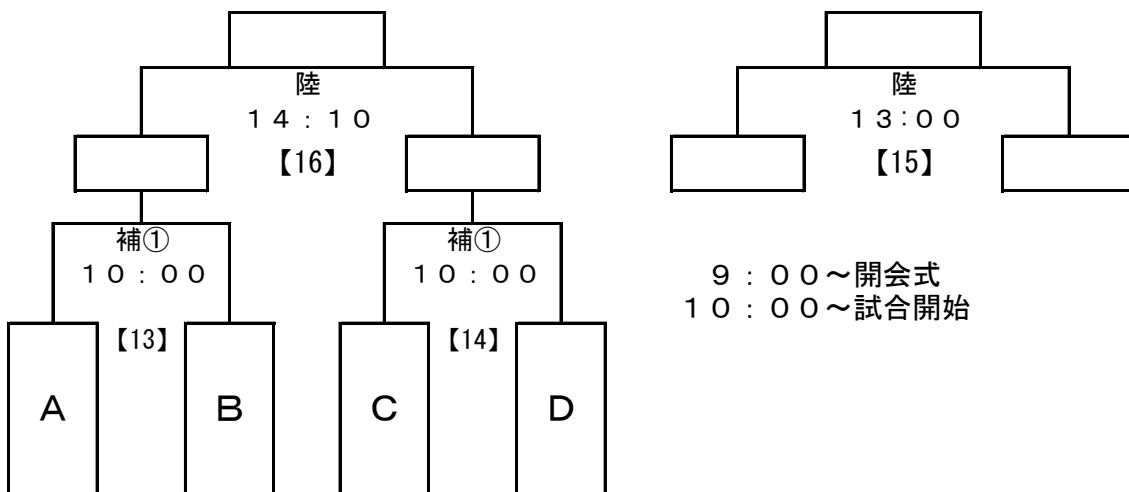 陸
１４：１０
【16】
補①
１０：００
【13】
A
B
補①
１０：００
【14】
C
D
陸
１３：００
【15】
９：００～開会式
１０：００～試合開始